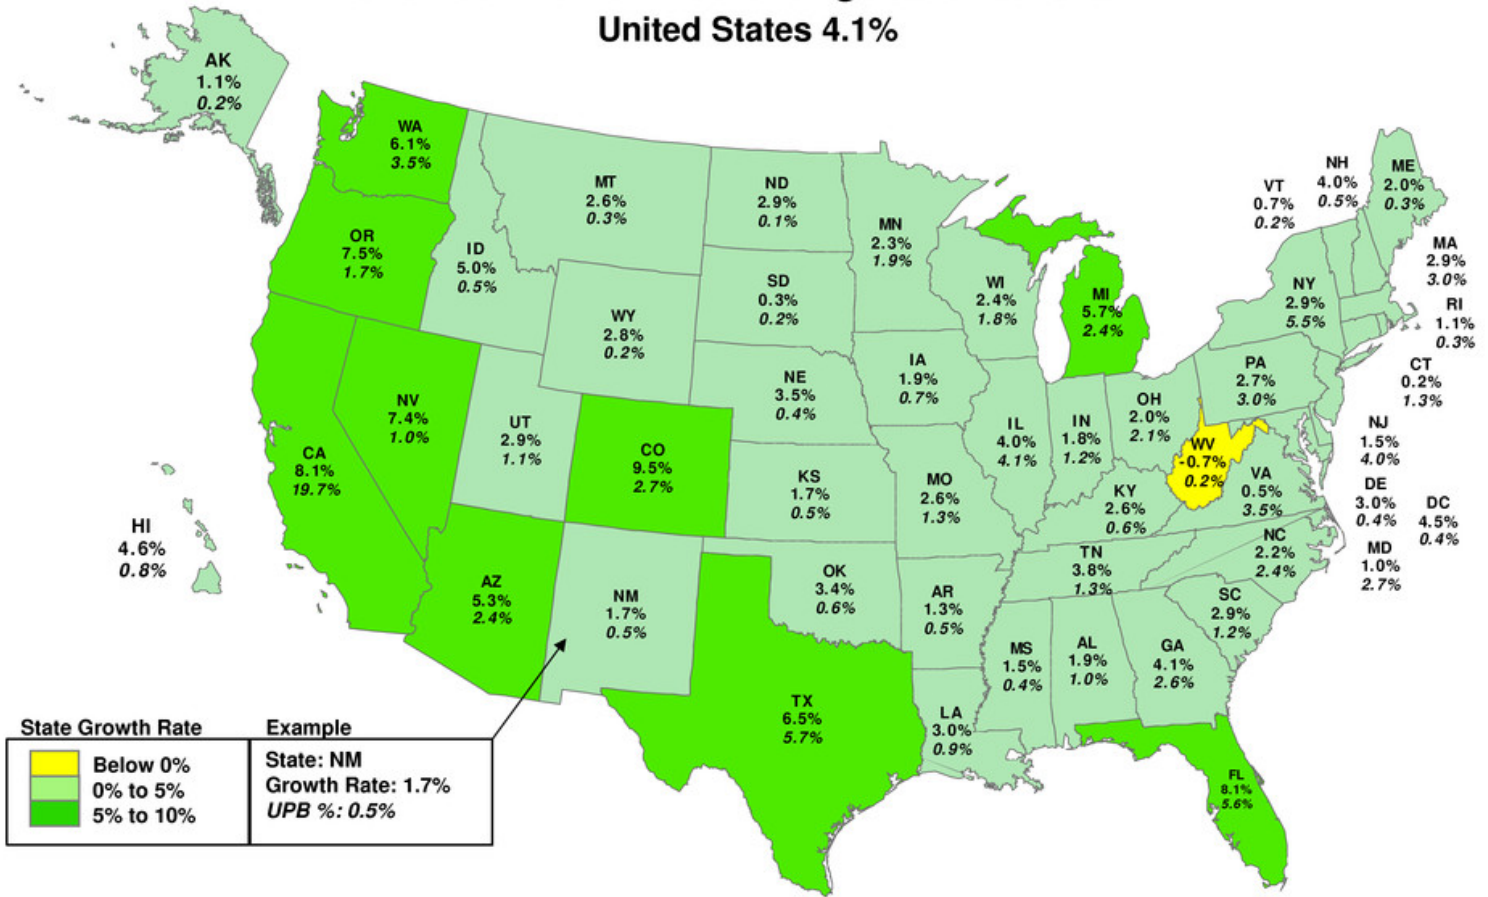 United States 4.1%
AK
1.1%
0.2%
WA
6.1%
3.5%
OR
7.5%
1.7%
ID
5.0%
0.5%
MT
2.6%
0.3%
ND
2.9%
0.1%
MN
2.3%
1.9%
VT
0.7%
0.2%
NH
4.0%
0.5%
ME
2.0%
0.3%
MA
2.9%
3.0%
RI
1.1%
0.3%
CT
0.2%
1.3%
NY
2.9%
5.5%
WI
2.4%
1.8%
MI
5.7%
2.4%
SD
0.3%
0.2%
WY
2.8%
0.2%
NE
3.5%
0.4%
IA
1.9%
0.7%
PA
2.7%
3.0%
NJ
1.5%
4.0%
DE
3.0%
0.4%
DC
4.5%
0.4%
MD
1.0%
2.7%
OH
2.0%
2.1%
IN
1.8%
1.2%
IL
4.0%
4.1%
WV
-0.7%
0.2%
VA
0.5%
3.5%
KY
2.6%
0.6%
NV
7.4%
1.0%
UT
2.9%
1.1%
CO
9.5%
2.7%
CA
8.1%
19.7%
KS
1.7%
0.5%
MO
2.6%
1.3%
HI
4.6%
0.8%
AZ
5.3%
2.4%
NM
1.7%
0.5%
OK
3.4%
0.6%
AR
1.3%
0.5%
TN
3.8%
1.3%
NC
2.2%
2.4%
SC
2.9%
1.2%
MS
1.5%
0.4%
AL
1.9%
1.0%
GA
4.1%
2.6%
TX
6.5%
5.7%
LA
3.0%
0.9%
FL
8.1%
5.6%
State Growth Rate
Below 0%
0% to 5%
5% to 10%
Example
State: NM
Growth Rate: 1.7%
UPB %: 0.5%